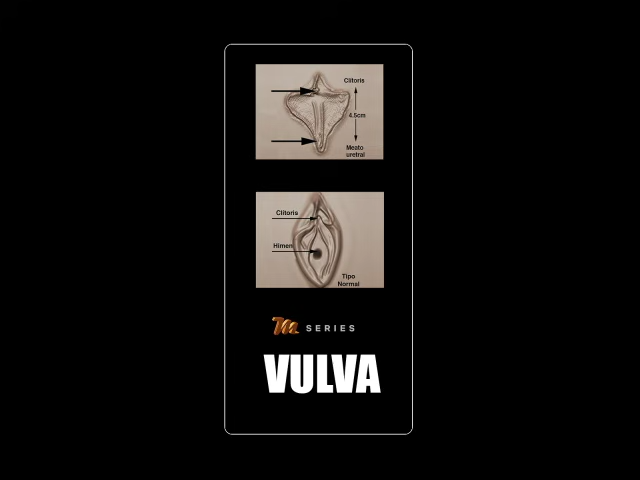 Clitoris
4.5cm
Meato
uretral
Clitoris
Himen
Tipo
Normal
M SERIES
VULVA